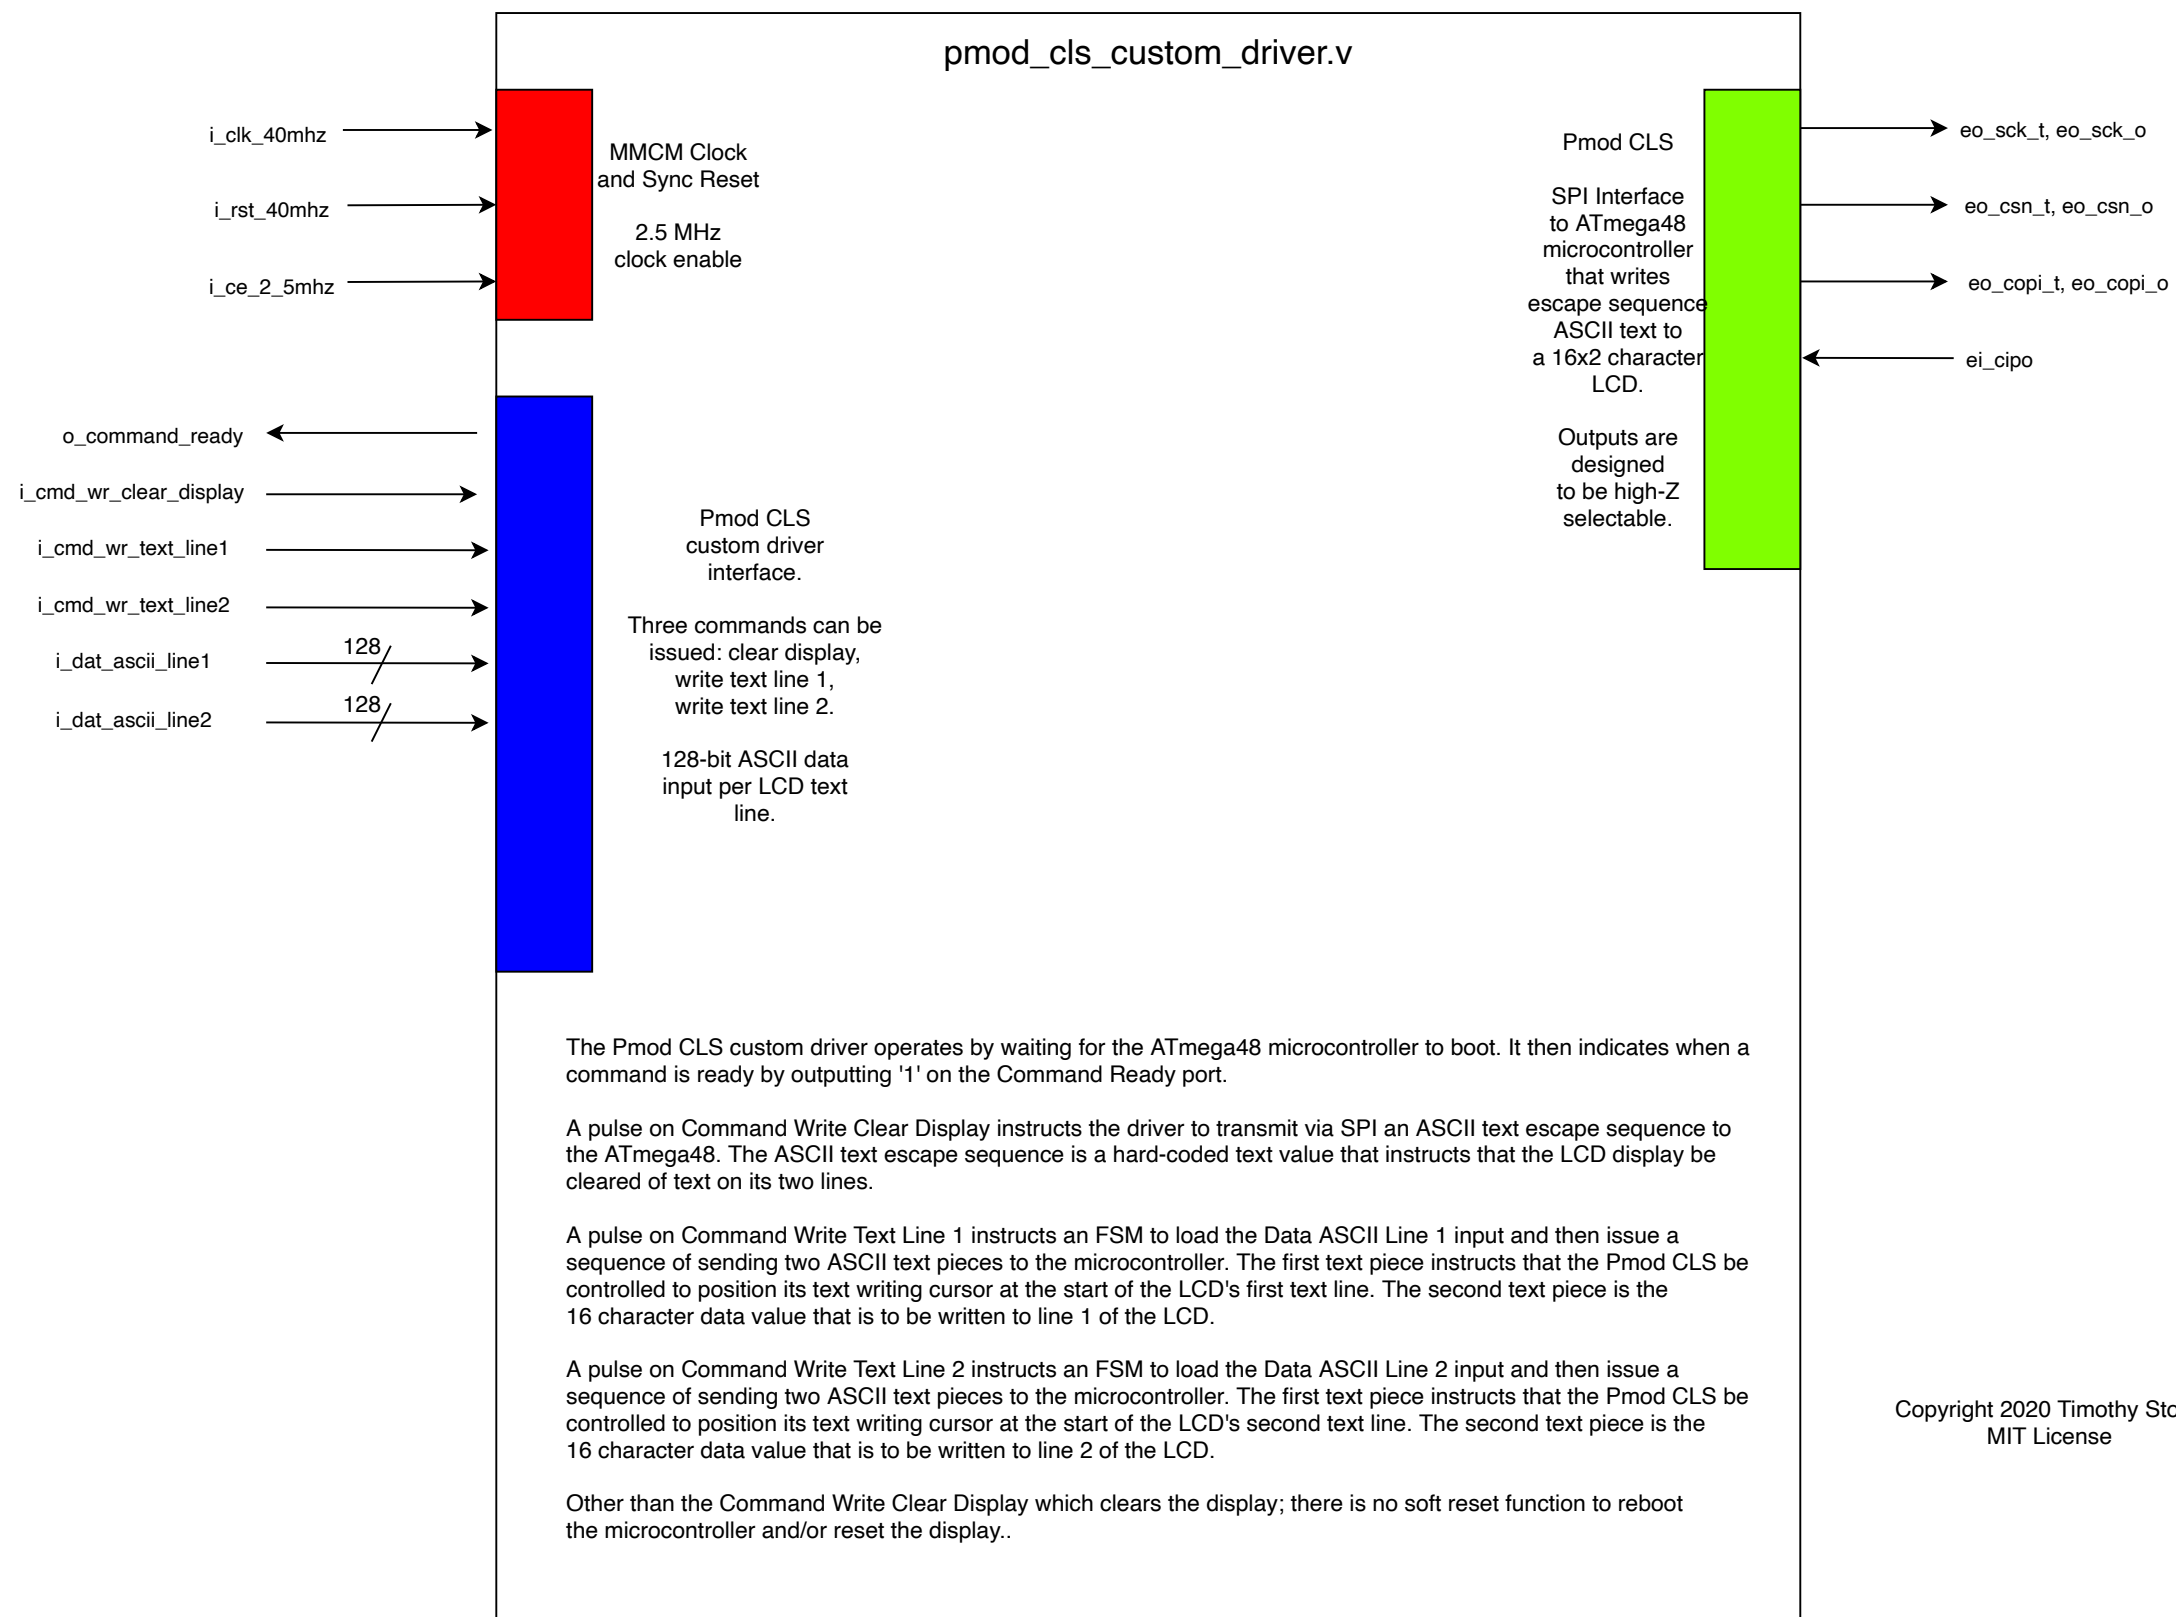 pmod_cls_custom_driver.v
i_clk_40mhz
i_rst_40mhz
i_ce_2_5mhz
MMCM Clock
and Sync Reset
2.5 MHz
clock enable
Pmod CLS
SPI Interface
to ATmega48
microcontroller
that writes
escape sequence
ASCII text to
a 16x2 character
LCD.
Outputs are
designed
to be high-Z
selectable.
eo_sck_t, eo_sck_o
eo_csn_t, eo_csn_o
eo_copi_t, eo_copi_o
ei_cipo
o_command_ready
i_cmd_wr_clear_display
i_cmd_wr_text_line1
i_cmd_wr_text_line2
i_dat_ascii_line1
128
i_dat_ascii_line2
128
Pmod CLS
custom driver
interface.
Three commands can be
issued: clear display,
write text line 1,
write text line 2.
128-bit ASCII data
input per LCD text
line.
The Pmod CLS custom driver operates by waiting for the ATmega48 microcontroller to boot. It then indicates when a
command is ready by outputting '1' on the Command Ready port.
A pulse on Command Write Clear Display instructs the driver to transmit via SPI an ASCII text escape sequence to
the ATmega48. The ASCII text escape sequence is a hard-coded text value that instructs that the LCD display be
cleared of text on its two lines.
A pulse on Command Write Text Line 1 instructs an FSM to load the Data ASCII Line 1 input and then issue a
sequence of sending two ASCII text pieces to the microcontroller. The first text piece instructs that the Pmod CLS be
controlled to position its text writing cursor at the start of the LCD's first text line. The second text piece is the
16 character data value that is to be written to line 1 of the LCD.
A pulse on Command Write Text Line 2 instructs an FSM to load the Data ASCII Line 2 input and then issue a
sequence of sending two ASCII text pieces to the microcontroller. The first text piece instructs that the Pmod CLS be
controlled to position its text writing cursor at the start of the LCD's second text line. The second text piece is the
16 character data value that is to be written to line 2 of the LCD.
Other than the Command Write Clear Display which clears the display; there is no soft reset function to reboot
the microcontroller and/or reset the display..
Copyright 2020 Timothy
MIT License